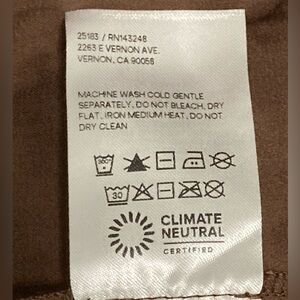 25183 / RN143248
2263 E VERNON AVE.
VERNON, CA 90058
MACHINE WASH COLD GENTLE
SEPARATELY, DO NOT BLEACH, DRY
FLAT, IRON MEDIUM HEAT, DO NOT
DRY CLEAN
30
CLIMATE
NEUTRAL
CERTIFIED